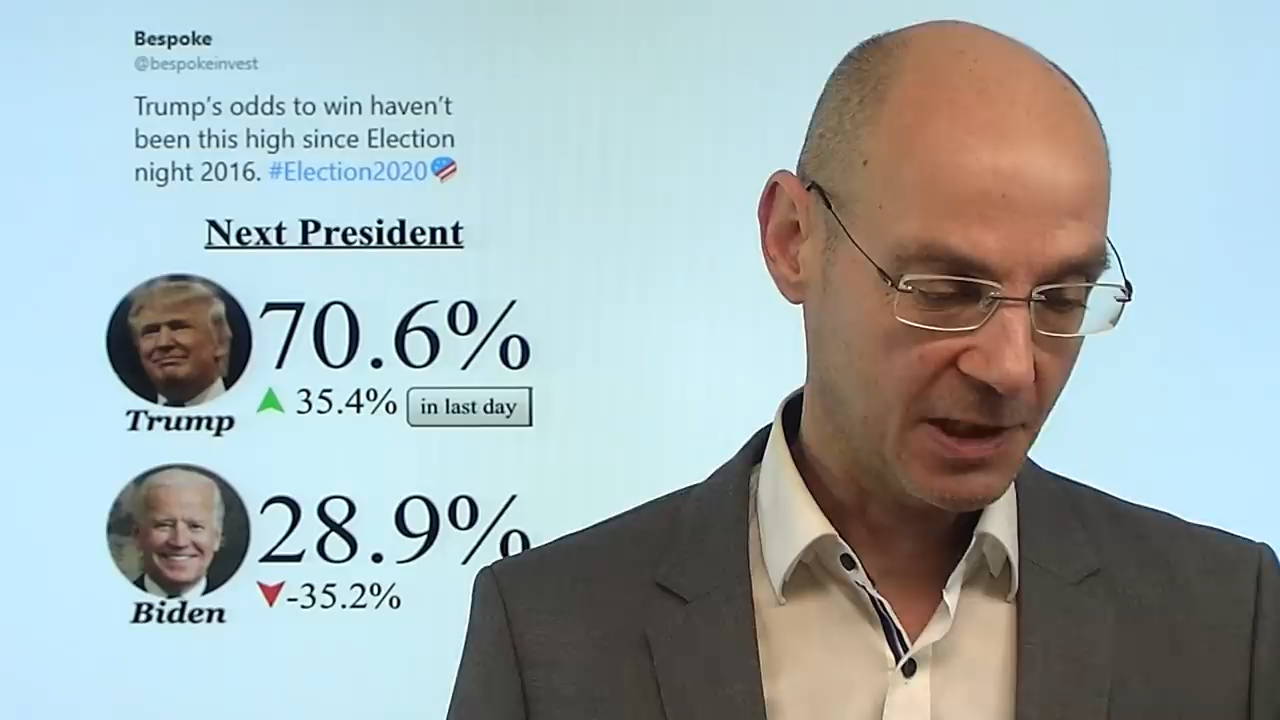 Bespoke
@bespokeinvest
Trump's odds to win haven't
been this high since Election
night 2016. #Election2020
Next President
70.6%
35.4% in last day
Trump
28.9%
-35.2%
Biden